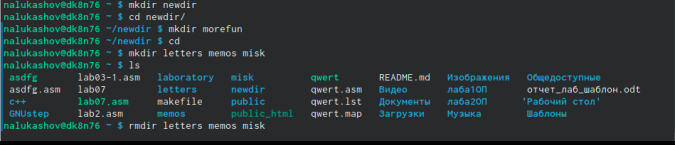 nalukashov@dk8n76 ~ $ mkdir newdir
nalukashov@dk8n76 ~ $ cd newdir/
nalukashov@dk8n76 ~/newdir $ mkdir morefun
nalukashov@dk8n76 ~/newdir $ cd
nalukashov@dk8n76 ~ $ mkdir letters memos misk
nalukashov@dk8n76 ~ $ ls
asdfg lab03-1.asm laboratory misk qwert README.md Изображения Общедоступные
asdfg.asm lab07 letters newdir qwert.asm Видео лаба1ОП отчет_лаб_шаблон.odt
c++ lab07.asm makefile public qwert.lst Документы лаба2ОП 'Рабочий стол'
GNUstep lab2.asm memos public_html qwert.map Загрузки Музыка Шаблоны
nalukashov@dk8n76 ~ $ rmdir letters memos misk